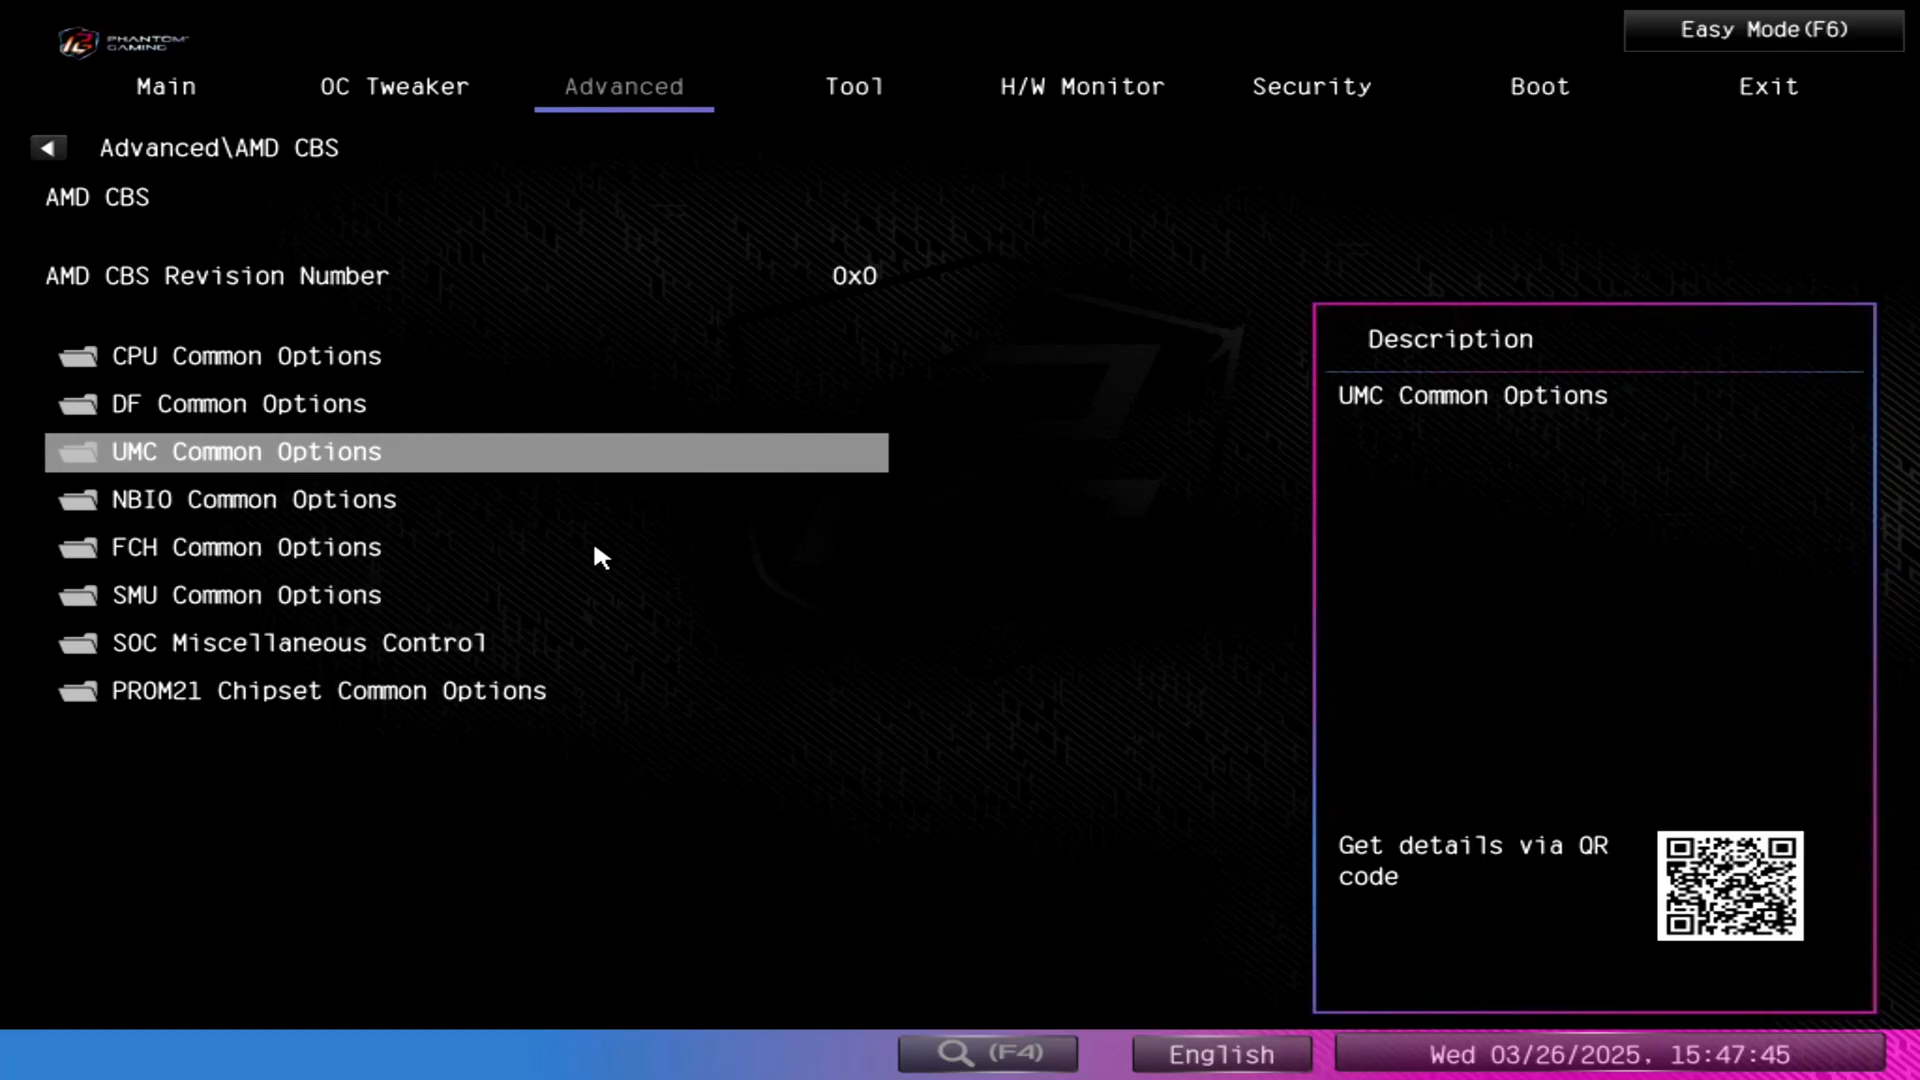 PHANTOM GAMING
Easy Mode(F6)
Main OC Tweaker Advanced Tool H/W Monitor Security Boot Exit
Advanced\AMD CBS
AMD CBS
AMD CBS Revision Number 0x0
CPU Common Options
DF Common Options
UMC Common Options
NBIO Common Options
FCH Common Options
SMU Common Options
SOC Miscellaneous Control
PROM21 Chipset Common Options
Description
UMC Common Options
Get details via QR
code
(F4)
English
Wed 03/26/2025. 15:47:45